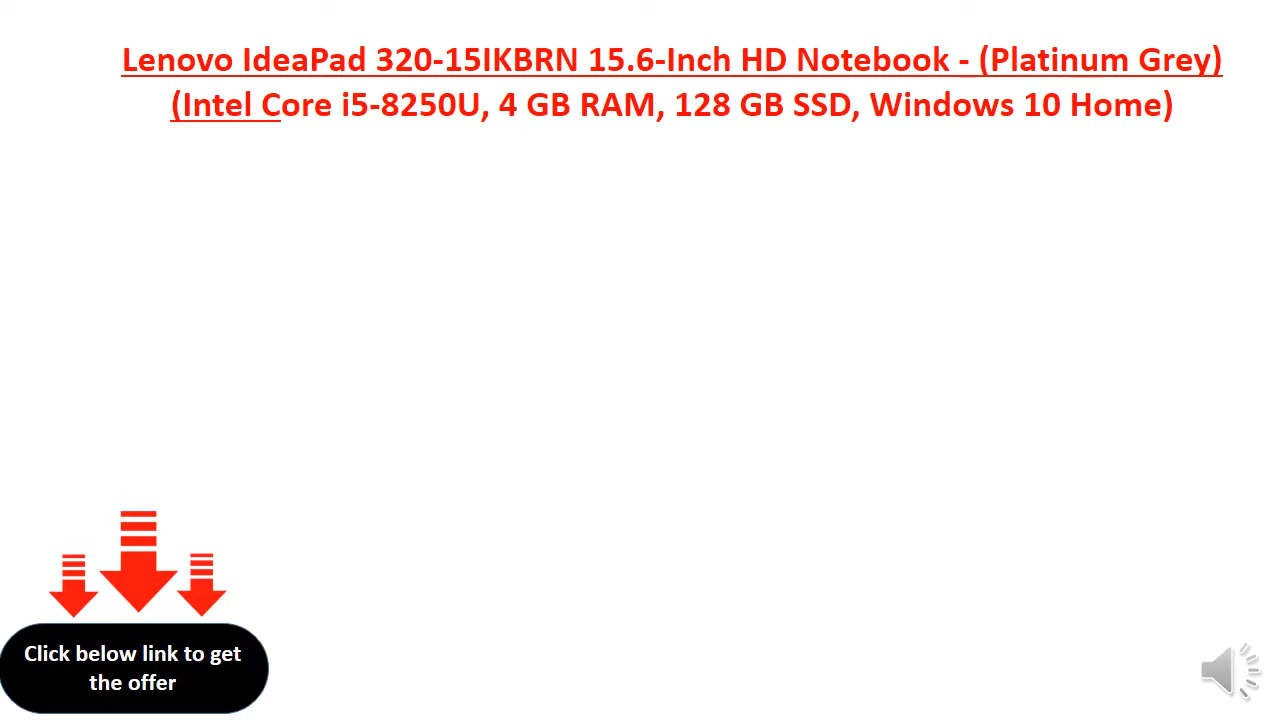 Lenovo IdeaPad 320-15IKBRN 15.6-Inch HD Notebook - (Platinum Grey)
(Intel Core i5-8250U, 4 GB RAM, 128 GB SSD, Windows 10 Home)
Click below link to get
the offer